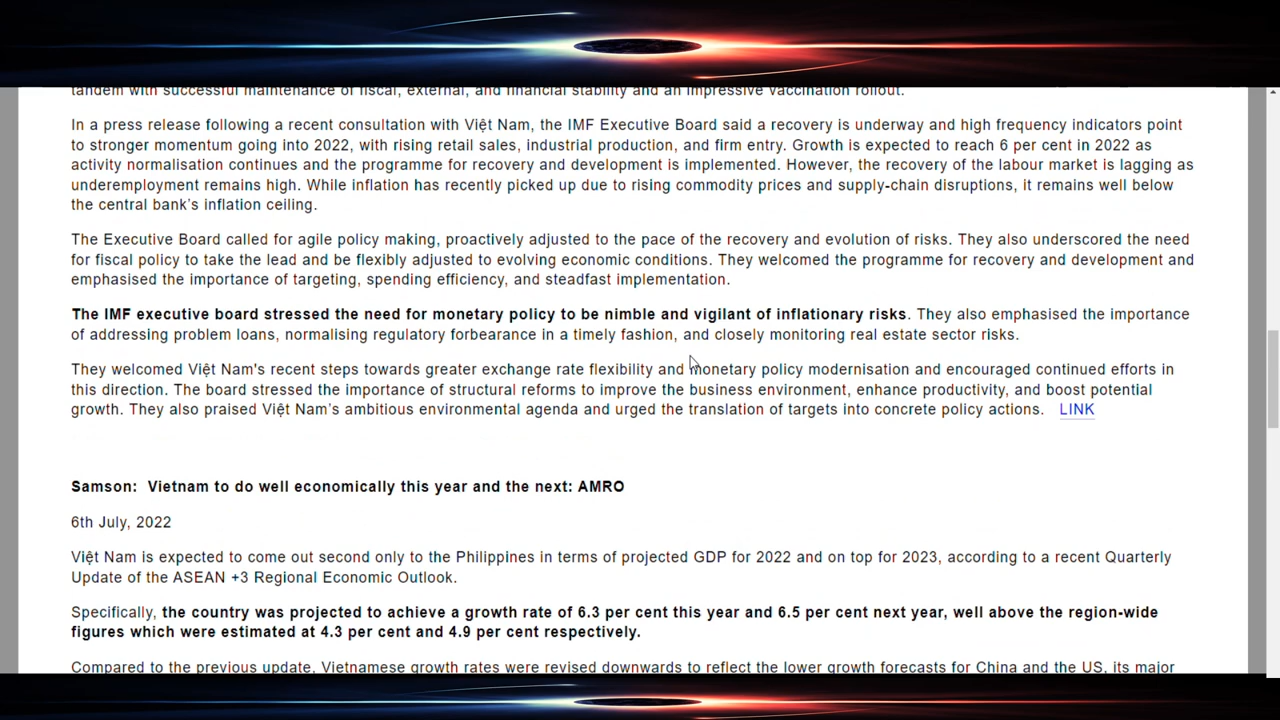 tandem with successful maintenance of fiscal, external, and financial stability and an impressive vaccination rollout.
In a press release following a recent consultation with Việt Nam, the IMF Executive Board said a recovery is underway and high frequency indicators point
to stronger momentum going into 2022, with rising retail sales, industrial production, and firm entry. Growth is expected to reach 6 per cent in 2022 as
activity normalisation continues and the programme for recovery and development is implemented. However, the recovery of the labour market is lagging as
underemployment remains high. While inflation has recently picked up due to rising commodity prices and supply-chain disruptions, it remains well below
the central bank's inflation ceiling.
The Executive Board called for agile policy making, proactively adjusted to the pace of the recovery and evolution of risks. They also underscored the need
for fiscal policy to take the lead and be flexibly adjusted to evolving economic conditions. They welcomed the programme for recovery and development and
emphasised the importance of targeting, spending efficiency, and steadfast implementation.
The IMF executive board stressed the need for monetary policy to be nimble and vigilant of inflationary risks. They also emphasised the importance
of addressing problem loans, normalising regulatory forbearance in a timely fashion, and closely monitoring real estate sector risks.
They welcomed Việt Nam's recent steps towards greater exchange rate flexibility and monetary policy modernisation and encouraged continued efforts in
this direction. The board stressed the importance of structural reforms to improve the business environment, enhance productivity, and boost potential
growth. They also praised Việt Nam's ambitious environmental agenda and urged the translation of targets into concrete policy actions. LINK
Samson: Vietnam to do well economically this year and the next: AMRO
6th July, 2022
Việt Nam is expected to come out second only to the Philippines in terms of projected GDP for 2022 and on top for 2023, according to a recent Quarterly
Update of the ASEAN +3 Regional Economic Outlook.
Specifically, the country was projected to achieve a growth rate of 6.3 per cent this year and 6.5 per cent next year, well above the region-wide
figures which were estimated at 4.3 per cent and 4.9 per cent respectively.
Compared to the previous update, Vietnamese growth rates were revised downwards to reflect the lower growth forecasts for China and the US, its major